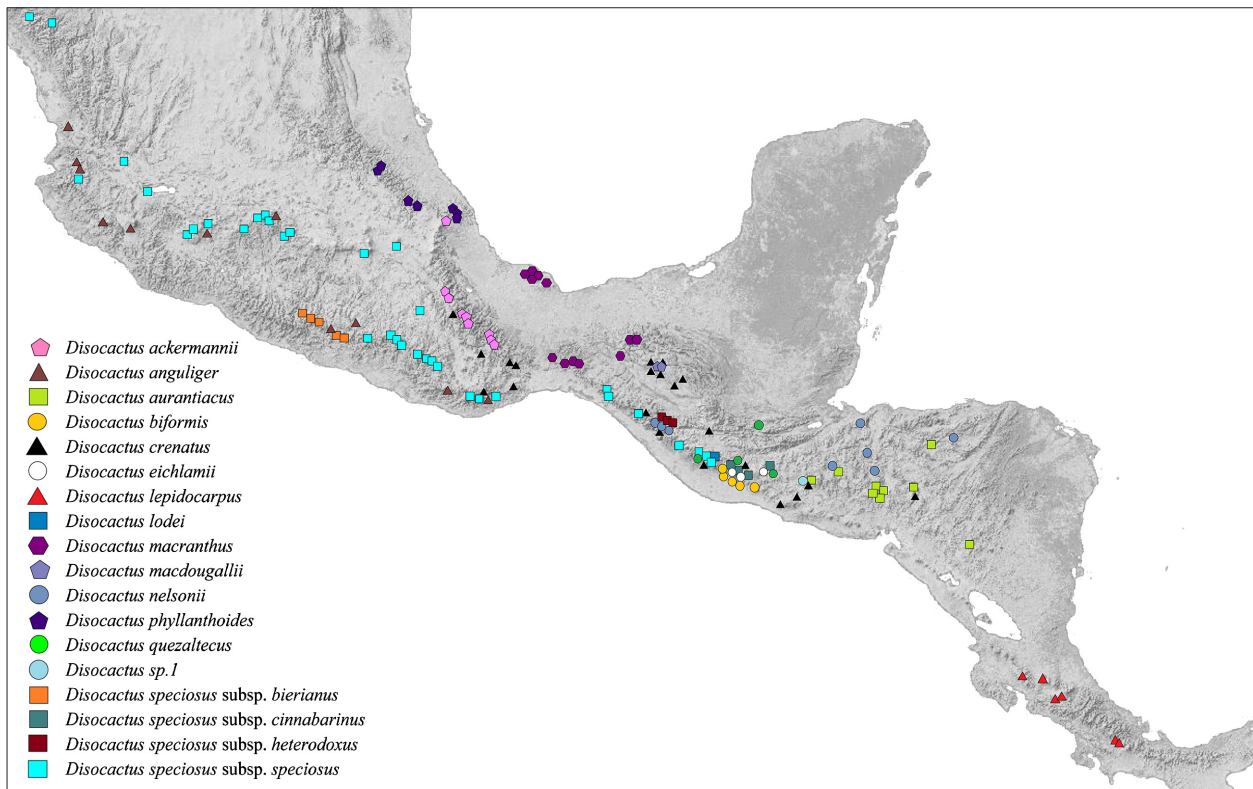 Disocactus ackermannii
Disocactus anguliger
Disocactus aurantiacus
Disocactus biformis
Disocactus crenatus
Disocactus eichlamii
Disocactus lepidocarpus
Disocactus lodei
Disocactus macranthus
Disocactus macdougallii
Disocactus nelsonii
Disocactus phyllanthoides
Disocactus quezaltecus
Disocactus sp.1
Disocactus speciosus subsp. bierianus
Disocactus speciosus subsp. cinnabarinus
Disocactus speciosus subsp. heterodoxus
Disocactus speciosus subsp. speciosus